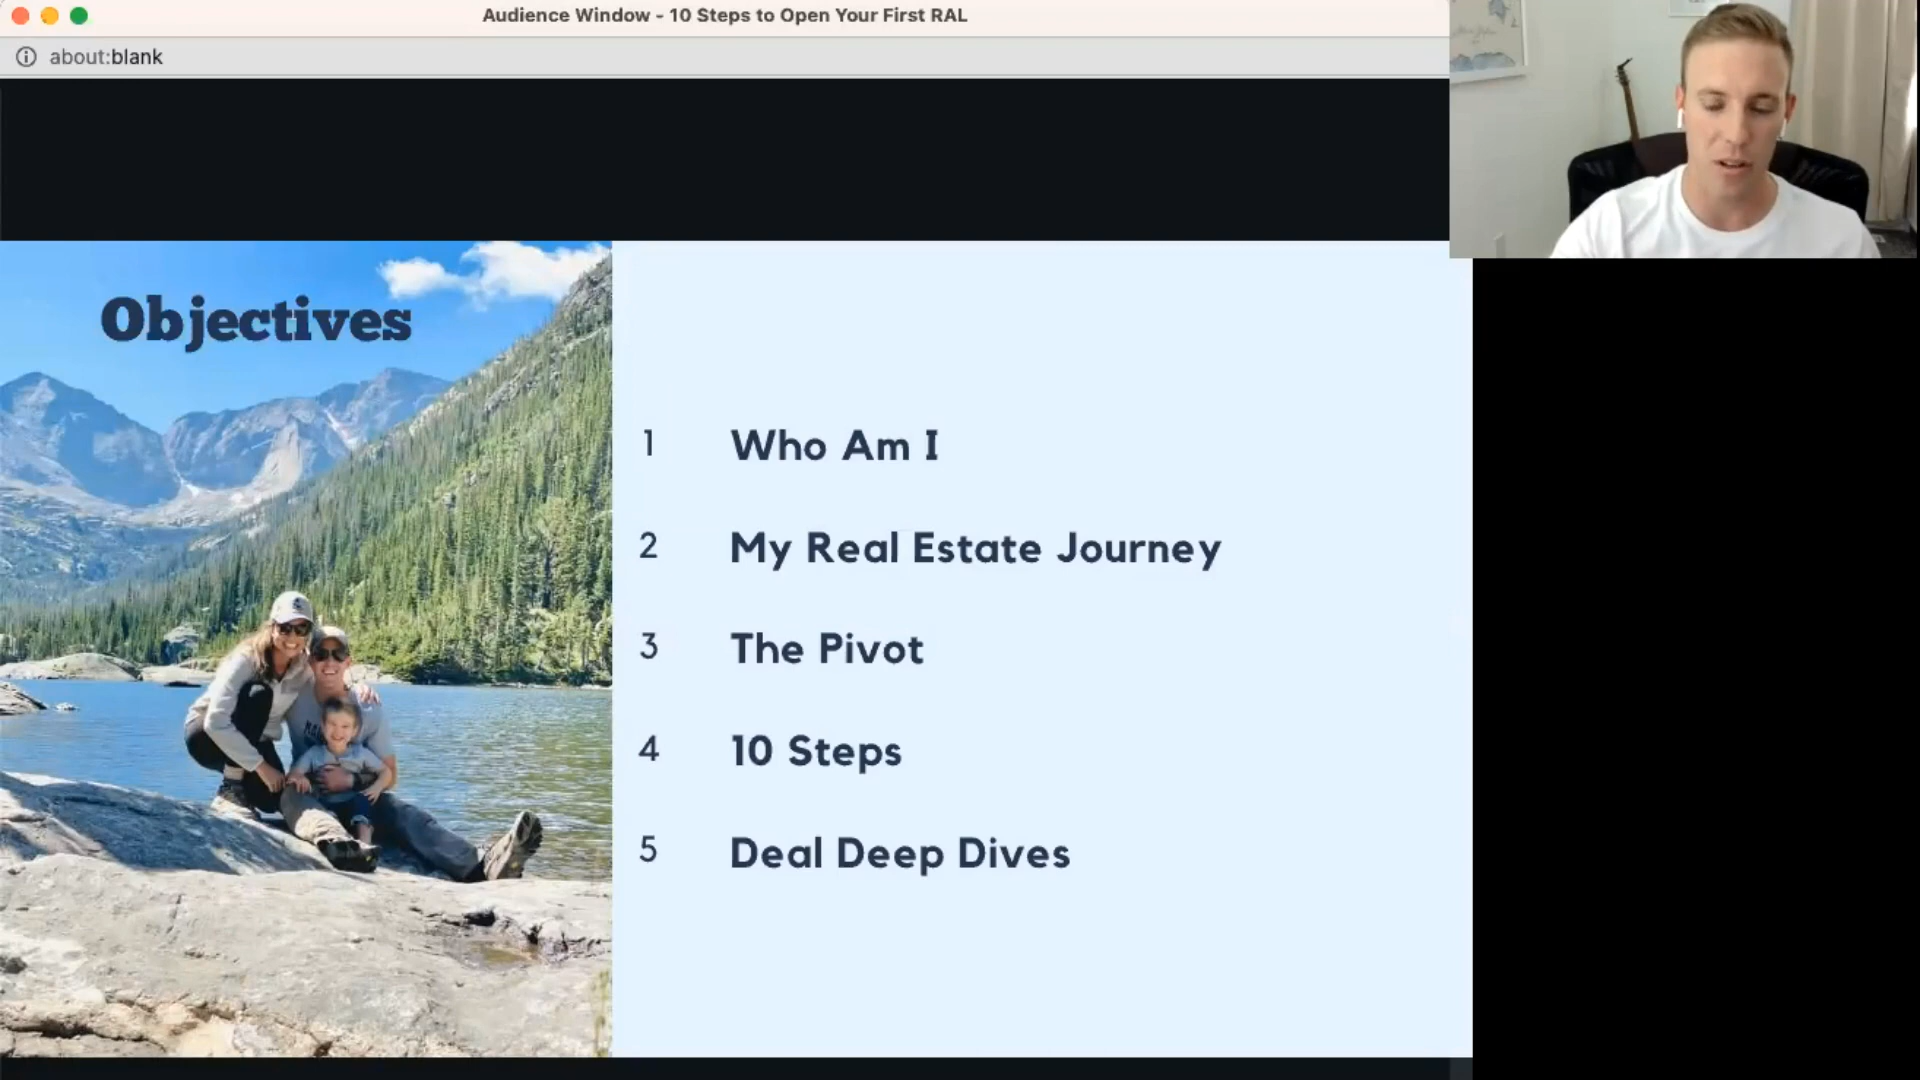 Audience Window - 10 Steps to Open Your First RAL
about:blank
Objectives
1 Who Am I
2 My Real Estate Journey
3 The Pivot
4 10 Steps
5 Deal Deep Dives